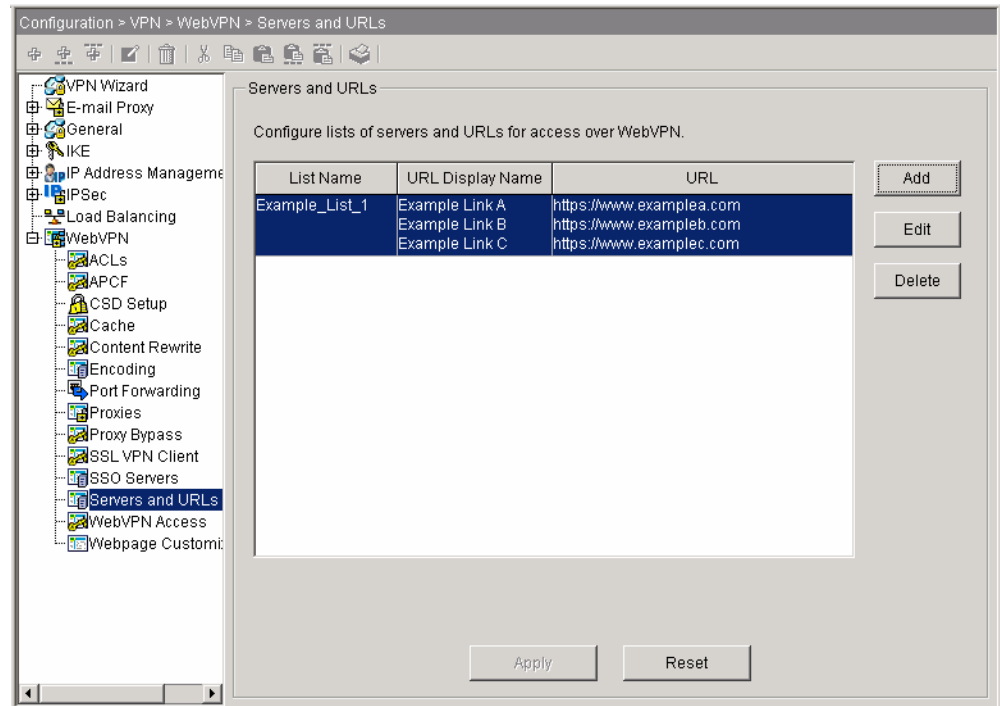 Configuration > VPN > WebVPN > Servers and URLs
VPN Wizard
E-mail Proxy
General
IKE
IP Address Manageme
IPSec
Load Balancing
WebVPN
ACLs
APCF
CSD Setup
Cache
Content Rewrite
Encoding
Port Forwarding
Proxies
Proxy Bypass
SSL VPN Client
SSO Servers
Servers and URLs
WebVPN Access
Webpage Customi
Servers and URLs
Configure lists of servers and URLs for access over WebVPN.
List Name URL Display Name URL
Example_List_1 Example Link A https://www.examplea.com
Example Link B https://www.exampleb.com
Example Link C https://www.examplec.com
Add
Edit
Delete
Apply Reset